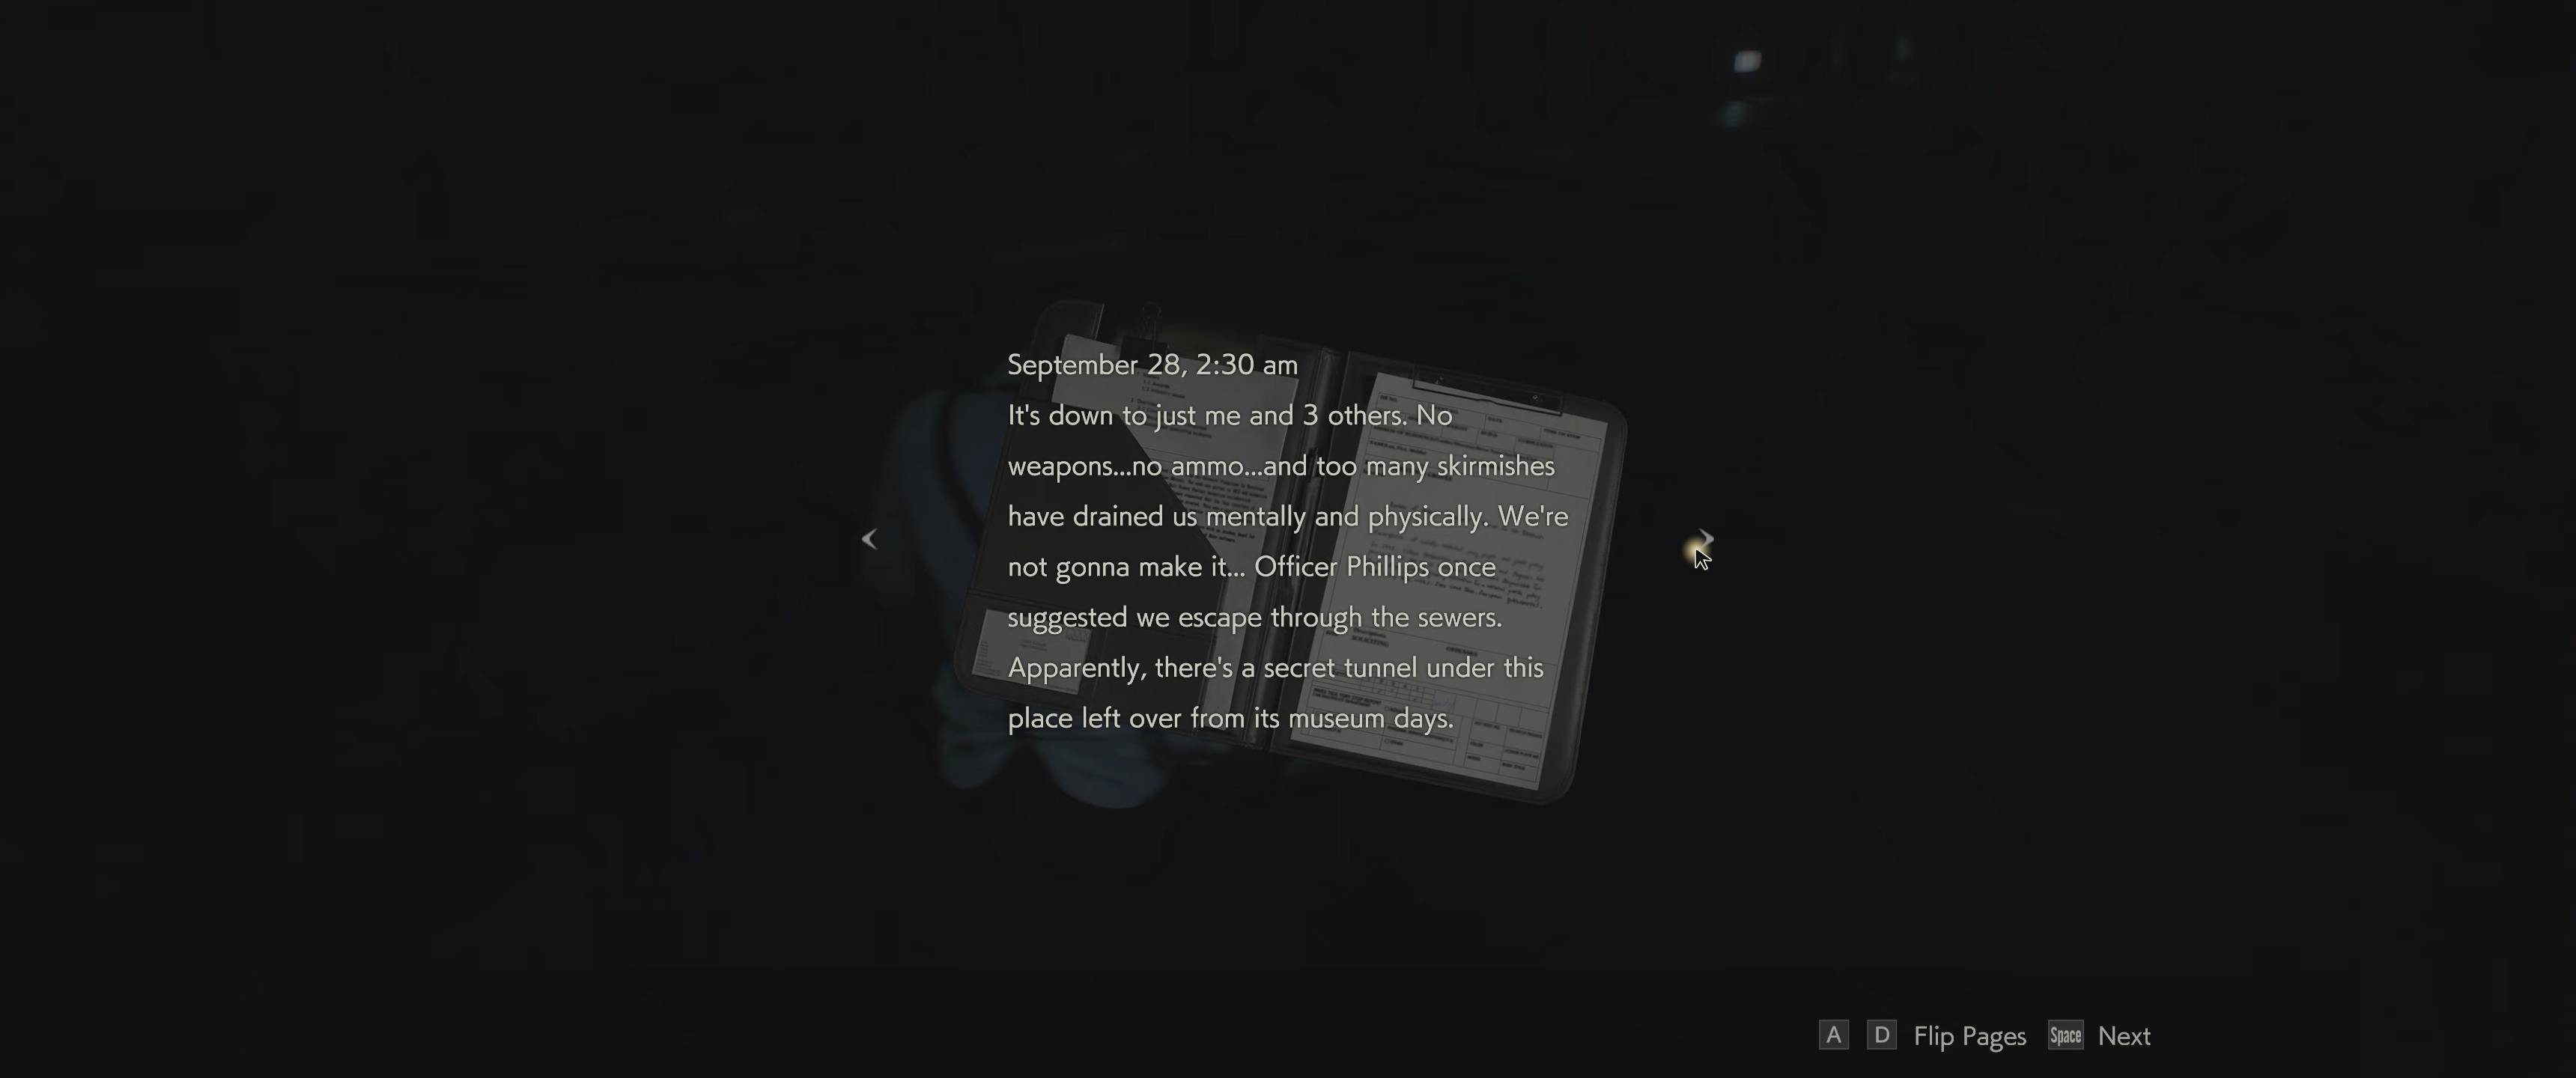 September 28, 2:30 am
It's down to just me and 3 others. No
weapons...no ammo...and too many skirmishes
have drained us mentally and physically. We're
not gonna make it... Officer Phillips once
suggested we escape through the sewers.
Apparently, there's a secret tunnel under this
place left over from its museum days.
A D Flip Pages Space Next